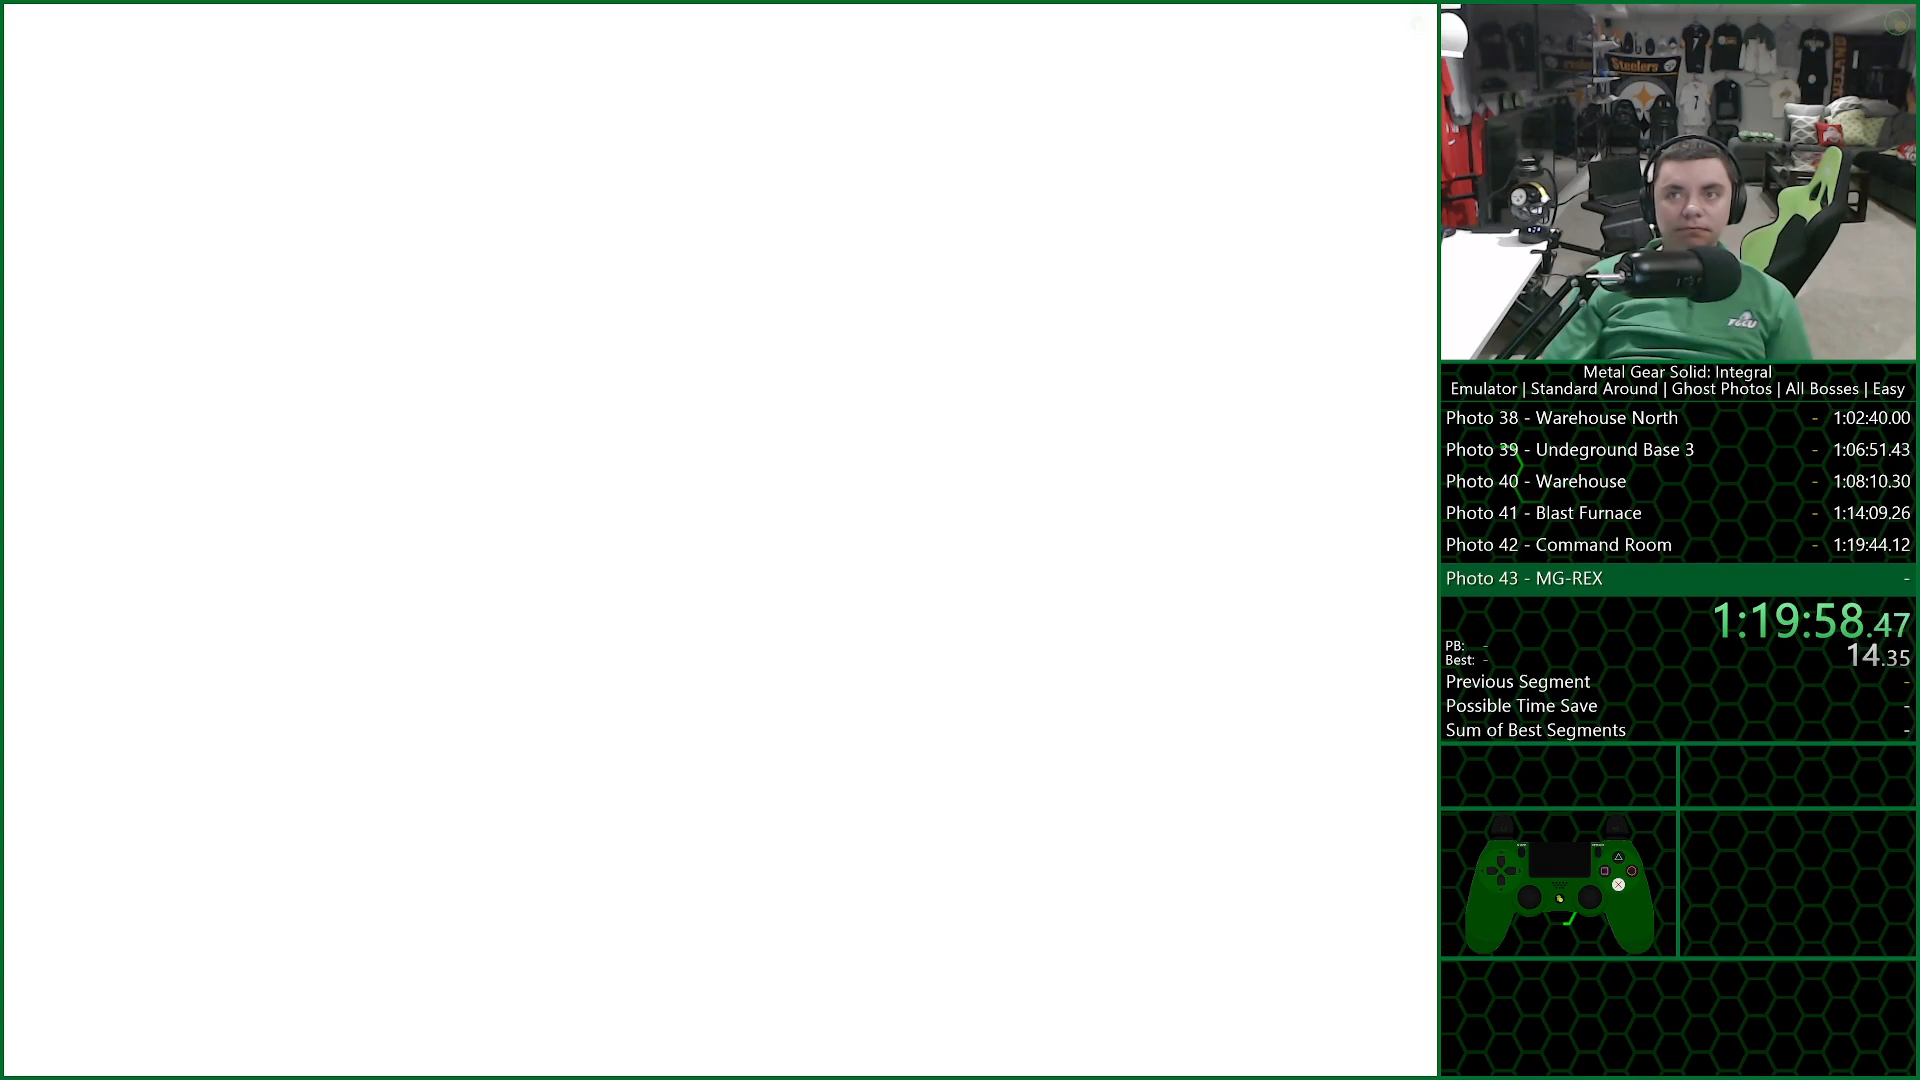 Steelers
Metal Gear Solid: Integral
Emulator | Standard Around | Ghost Photos | All Bosses | Easy
Photo 38 - Warehouse North - 1:02:40.00
Photo 39 - Undeground Base 3 - 1:06:51.43
Photo 40 - Warehouse - 1:08:10.30
Photo 41 - Blast Furnace - 1:14:09.26
Photo 42 - Command Room - 1:19:44.12
Photo 43 - MG-REX -
1:19:58.47
PB: -
14.35
Best: -
Previous Segment -
Possible Time Save -
Sum of Best Segments -